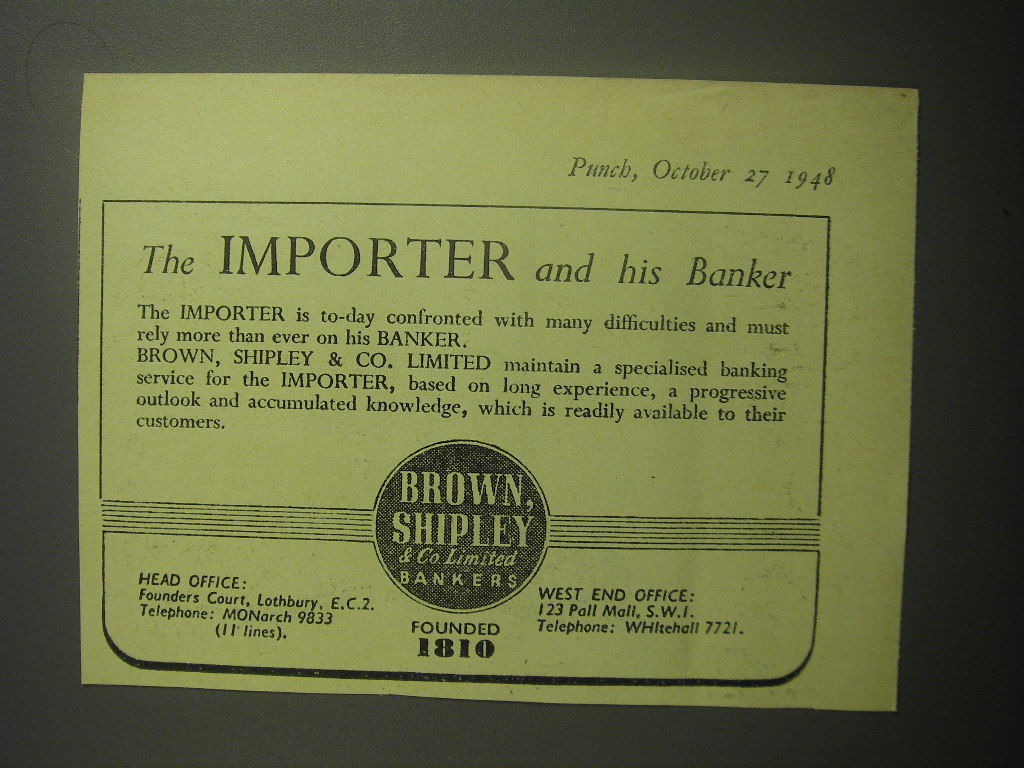 Punch, October 27 1948
The IMPORTER and his Banker
The IMPORTER is to-day confronted with many difficulties and must
rely more than ever on his BANKER.
BROWN, SHIPLEY & CO. LIMITED maintain a specialised banking
service for the IMPORTER, based on long experience, a progressive
outlook and accumulated knowledge, which is readily available to their
customers.
BROWN,
SHIPLEY
& Co. Limited
BANKERS
HEAD OFFICE:
Founders Court, Lothbury, E.C.2.
Telephone: MONarch 9833
(11 lines).
FOUNDED
1810
WEST END OFFICE:
123 Pall Mall, S.W.1.
Telephone: WHItehall 7721.